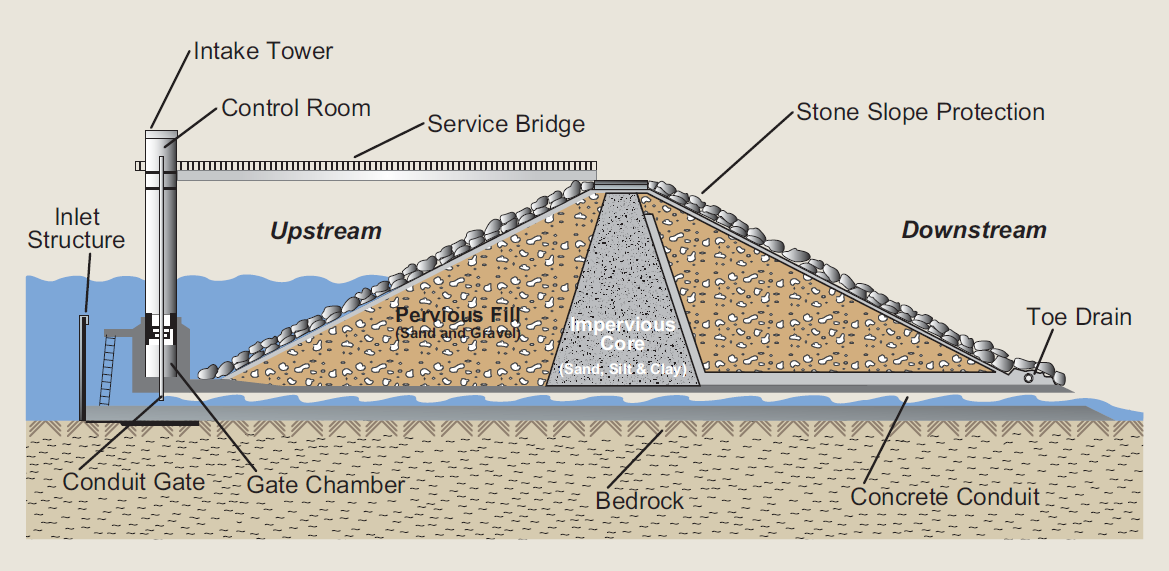 Intake Tower
Control Room
Service Bridge
Stone Slope Protection
Inlet
Structure
Upstream
Downstream
Pervious Fill
(Sand and Gravel)
Impervious
Core
(Sand, Silt & Clay)
Toe Drain
Conduit Gate
Gate Chamber
Bedrock
Concrete Conduit